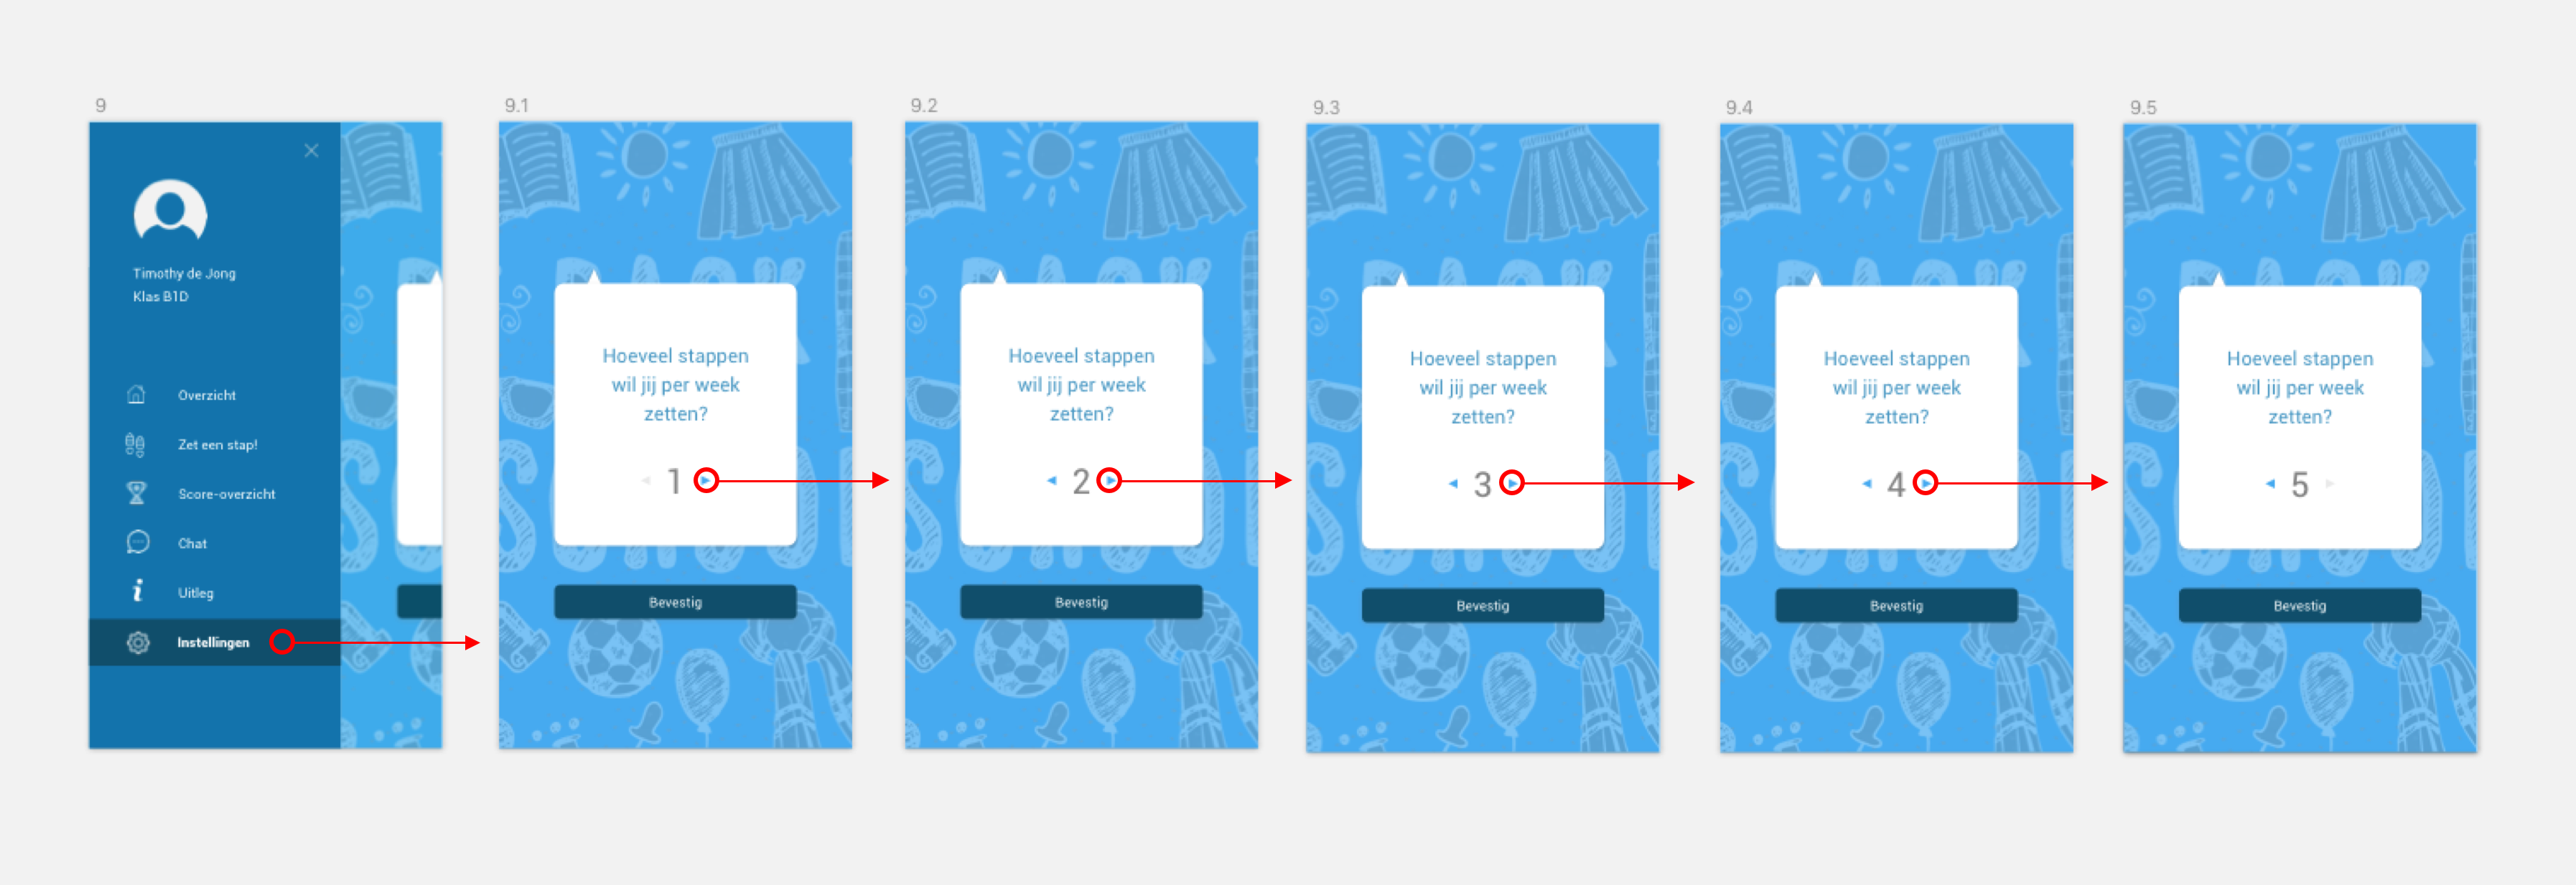 9
Timothy de Jong
Klas B1D
Overzicht
Zet een stap!
Score-overzicht
Chat
Uitleg
Instellingen
9.1
Hoeveel stappen
wil jij per week
zetten?
1
Bevestig
9.2
Hoeveel stappen
wil jij per week
zetten?
2
Bevestig
9.3
Hoeveel stappen
wil jij per week
zetten?
3
Bevestig
9.4
Hoeveel stappen
wil jij per week
zetten?
4
Bevestig
9.5
Hoeveel stappen
wil jij per week
zetten?
5
Bevestig